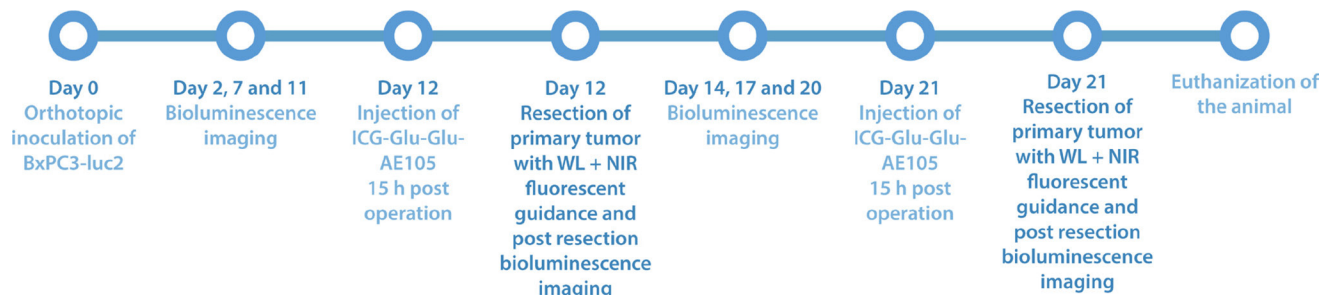 Day 0
Orthotopic
inoculation of
BxPC3-luc2
Day 2, 7 and 11
Bioluminescence
imaging
Day 12
Injection of
ICG-Glu-Glu-
AE105
15 h post
operation
Day 12
Resection of
primary tumor
with WL + NIR
fluorescent
guidance and
post resection
bioluminescence
imaging
Day 14, 17 and 20
Bioluminescence
imaging
Day 21
Injection of
ICG-Glu-Glu-
AE105
15 h post
operation
Day 21
Resection of
primary tumor
with WL + NIR
fluorescent
guidance and
post resection
bioluminescence
imaging
Euthanization of
the animal